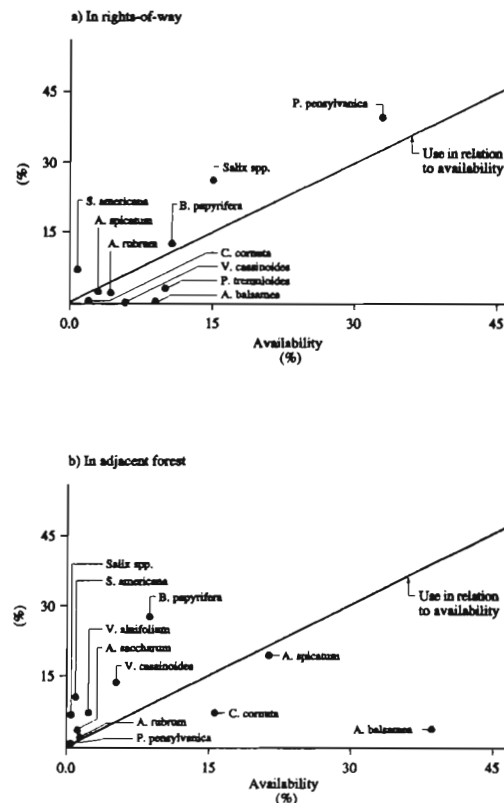 a) In rights-of-way
45
P. pensylvanica
30
Use in relation
to availability
Salix spp.
(%)
S. americana
B. papyrifera
A. spicatum
15
A. rubrum
C. cornuta
V. cassinoides
P. tremuloides
A. balsamea
0.0
15
30
45
Availability
(%)
b) In adjacent forest
45
Salix spp.
S. americana
Use in relation
to availability
30
B. papyrifera
(%)
V. alnifolium
A. saccharum
15
V. cassinoides
A. spicatum
C. cornuta
A. rubrum
A. balsamea
P. pensylvanica
0.0
15
30
45
Availability
(%)